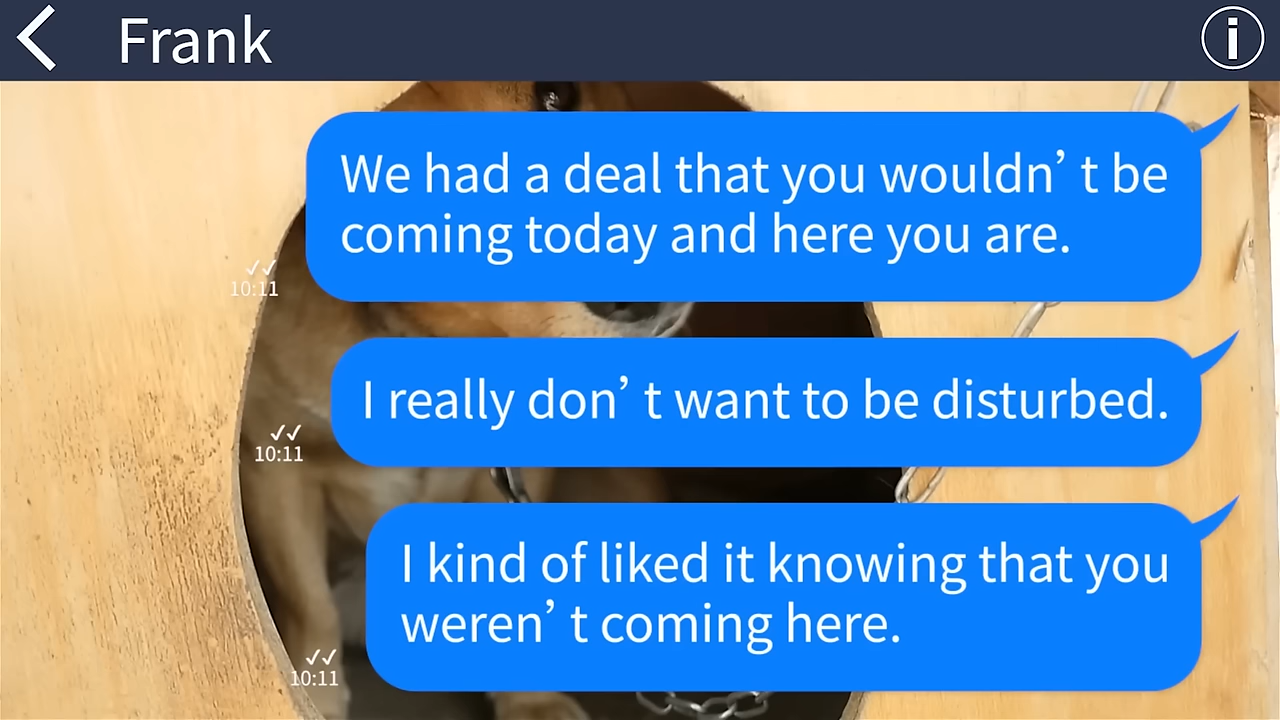 Frank
We had a deal that you wouldn’ t be
coming today and here you are.
10:11
I really don’ t want to be disturbed.
10:11
I kind of liked it knowing that you
weren’ t coming here.
10:11